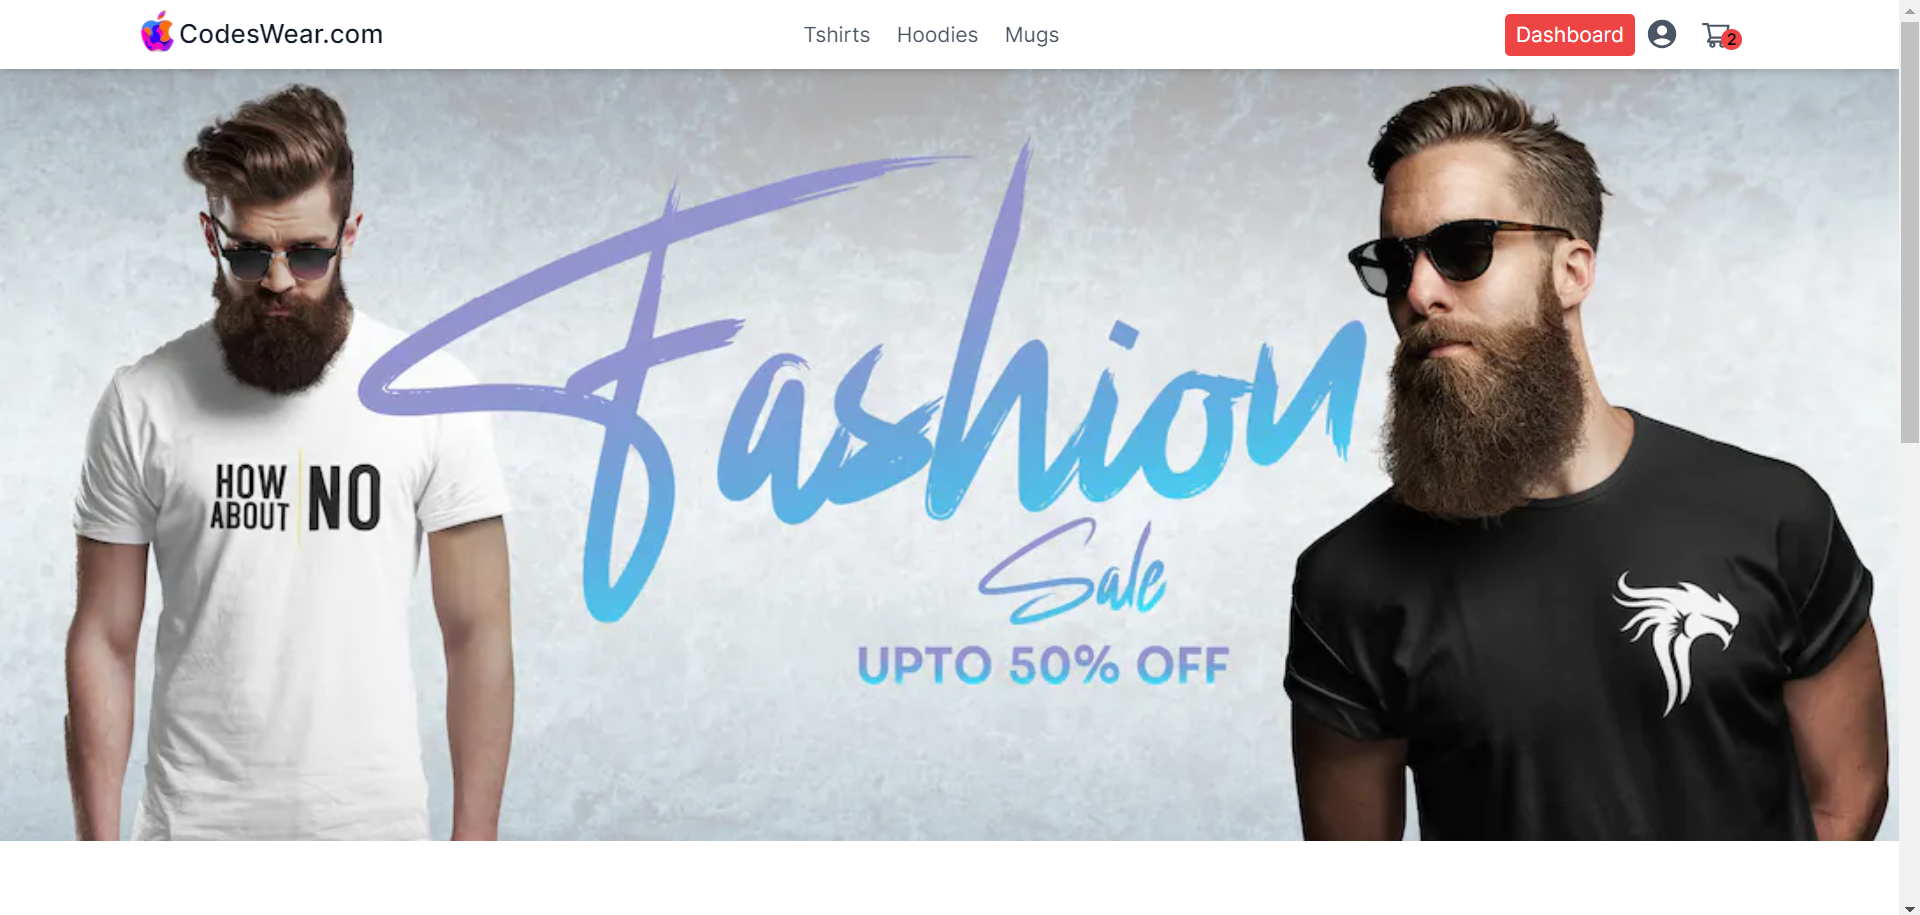 CodesWear.com
Tshirts
Hoodies
Mugs
Dashboard
2
Fashion
Sale
UPTO 50% OFF
HOW
ABOUT
NO